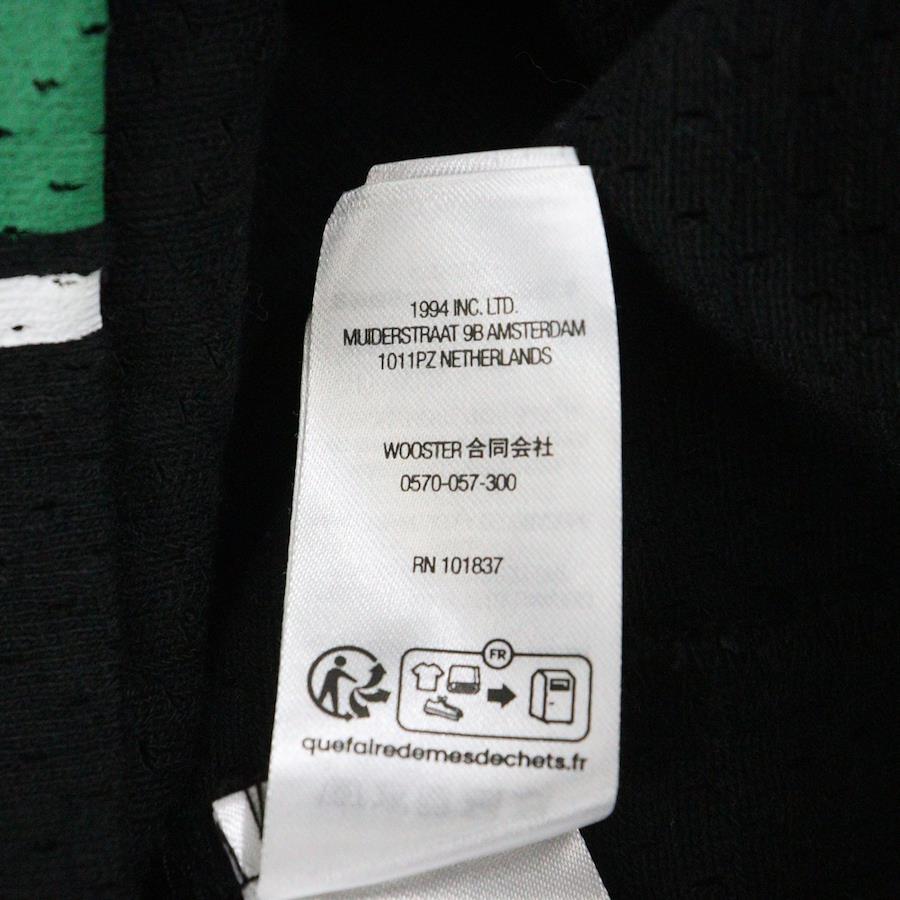 1994 INC. LTD.
MUIDERSTRAAT 9B AMSTERDAM
1011PZ NETHERLANDS
WOOSTER 合同会社
0570-057-300
RN 101837
FR
quefairedemesdechets.fr